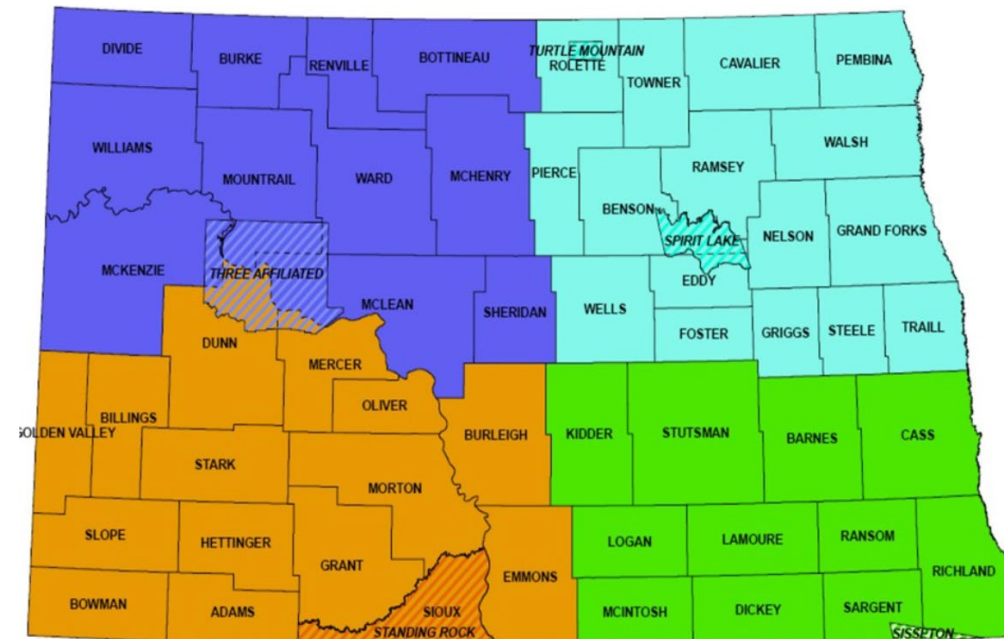 DIVIDE
BURKE
RENVILLE
BOTTINEAU
TURTLE MOUNTAIN
ROLETTE
TOWNER
CAVALIER
PEMBINA
WILLIAMS
MOUNTRAIL
WARD
MCHENRY
PIERCE
BENSON
RAMSEY
WALSH
SPIRIT LAKE
NELSON
GRAND FORKS
MCKENZIE
THREE AFFILIATED
MCLEAN
SHERIDAN
WELLS
EDDY
FOSTER
GRIGGS
STEELE
TRAILL
DUNN
MERCER
OLIVER
BILLINGS
GOLDEN VALLEY
BURLEIGH
KIDDER
STUTSMAN
BARNES
CASS
STARK
MORTON
SLOPE
HETTINGER
GRANT
EMMONS
LOGAN
LAMOURE
RANSOM
RICHLAND
BOWMAN
ADAMS
SIOUX
STANDING ROCK
MCINTOSH
DICKEY
SARGENT
SISSETON